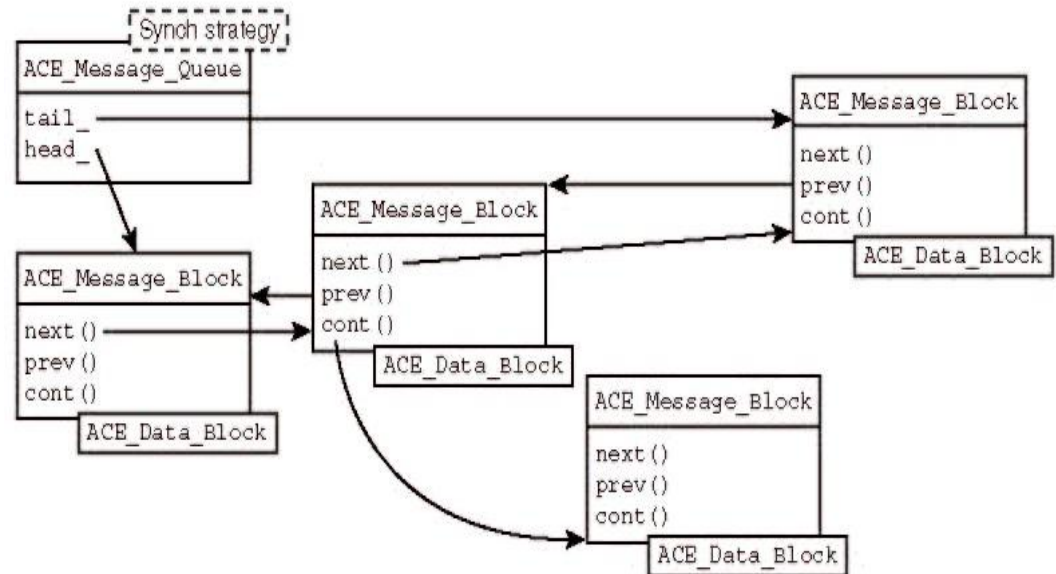 Synch strategy
ACE_Message_Queue
tail_
head_
ACE_Message_Block
next()
prev()
cont()
ACE_Data_Block
ACE_Message_Block
next()
prev()
cont()
ACE_Data_Block
ACE_Message_Block
next()
prev()
cont()
ACE_Data_Block
ACE_Message_Block
next()
prev()
cont()
ACE_Data_Block